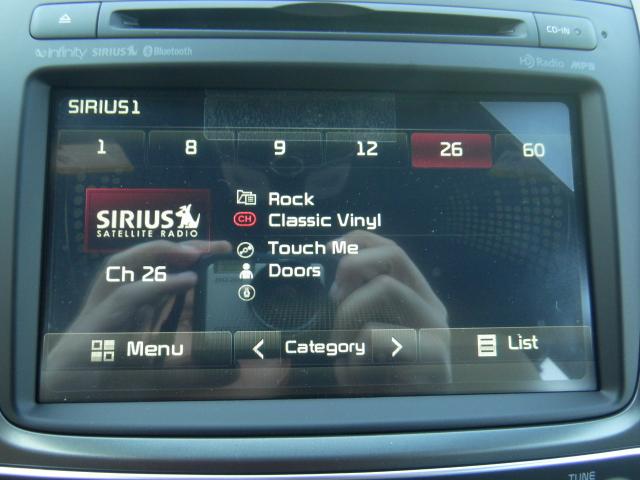 CD-IN
infinity SIRIUS Bluetooth
HD Radio MP3
SIRIUS1
1 8 9 12 26 60
SIRIUS
SATELLITE RADIO
Ch 26
Rock
CH Classic Vinyl
Touch Me
Doors
Menu
< Category >
List
TUNE